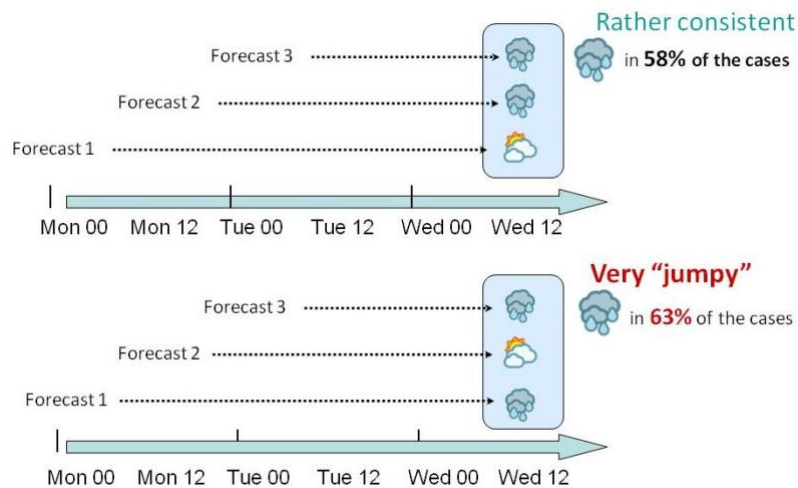 Rather consistent
Forecast 3
in 58% of the cases
Forecast 2
Forecast 1
Mon 00 Mon 12 Tue 00 Tue 12 Wed 00 Wed 12
Very “jumpy”
Forecast 3
in 63% of the cases
Forecast 2
Forecast 1
Mon 00 Mon 12 Tue 00 Tue 12 Wed 00 Wed 12